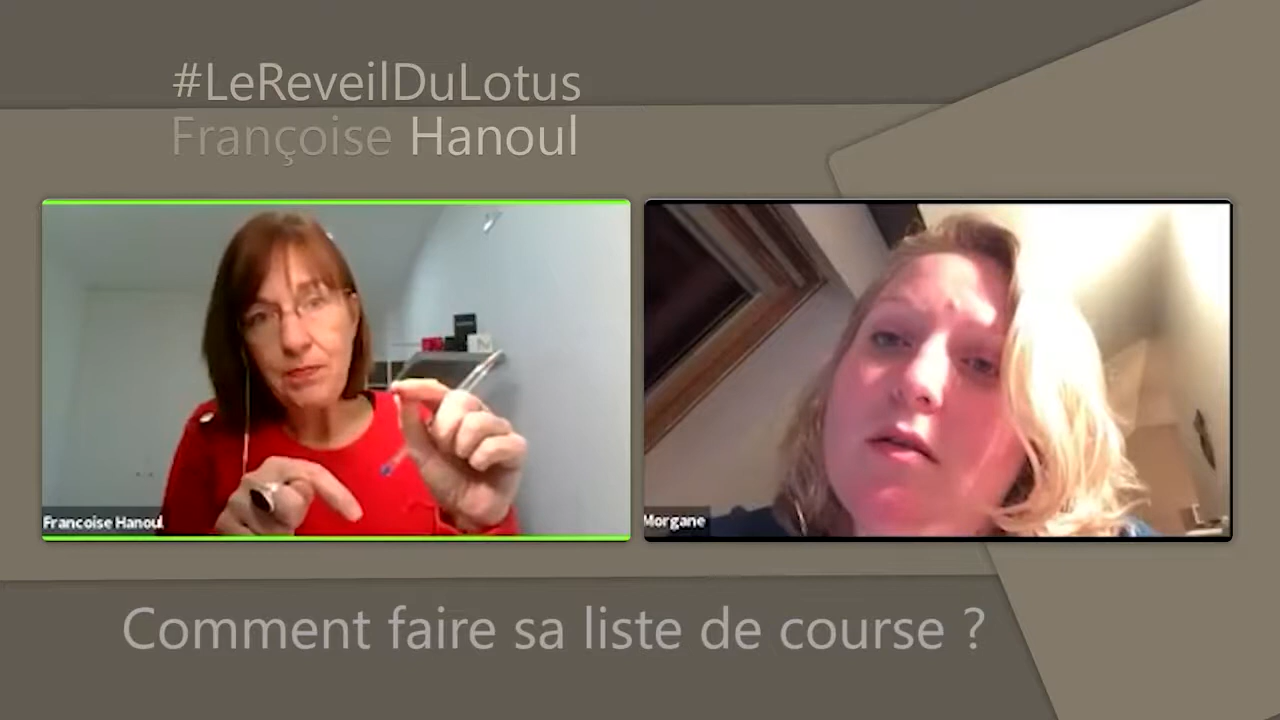 #LeReveilDuLotus
Françoise Hanoul
Francoise Hanoul
Morgane
Comment faire sa liste de course ?